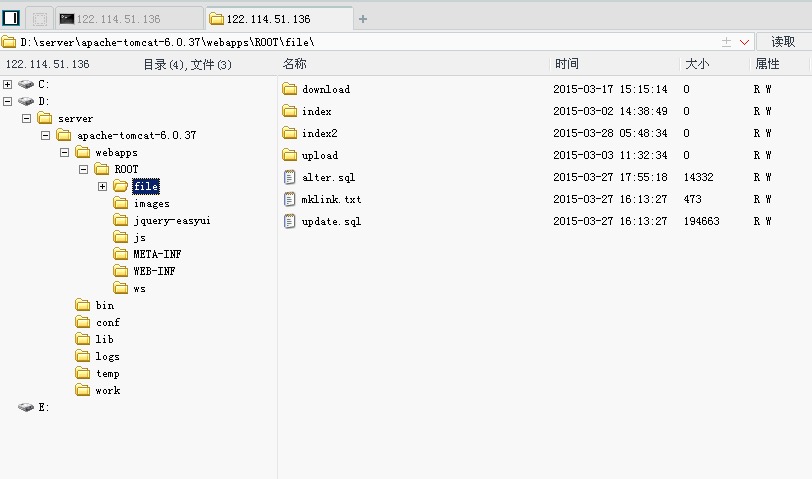 122.114.51.136 122.114.51.136 +
D:\server\apache-tomcat-6.0.37\webapps\ROOT\file\ 读取
122.114.51.136 目录(4),文件(3) 名称 时间 大小 属性
C:
D:
server
apache-tomcat-6.0.37
webapps
ROOT
file
images
jquery-easyui
js
META-INF
WEB-INF
ws
bin
conf
lib
logs
temp
work
E:
download 2015-03-17 15:15:14 0 R W
index 2015-03-02 14:38:49 0 R W
index2 2015-03-28 05:48:34 0 R W
upload 2015-03-03 11:32:34 0 R W
alter.sql 2015-03-27 17:55:18 14332 R W
mklink.txt 2015-03-27 16:13:27 473 R W
update.sql 2015-03-27 16:13:27 194663 R W